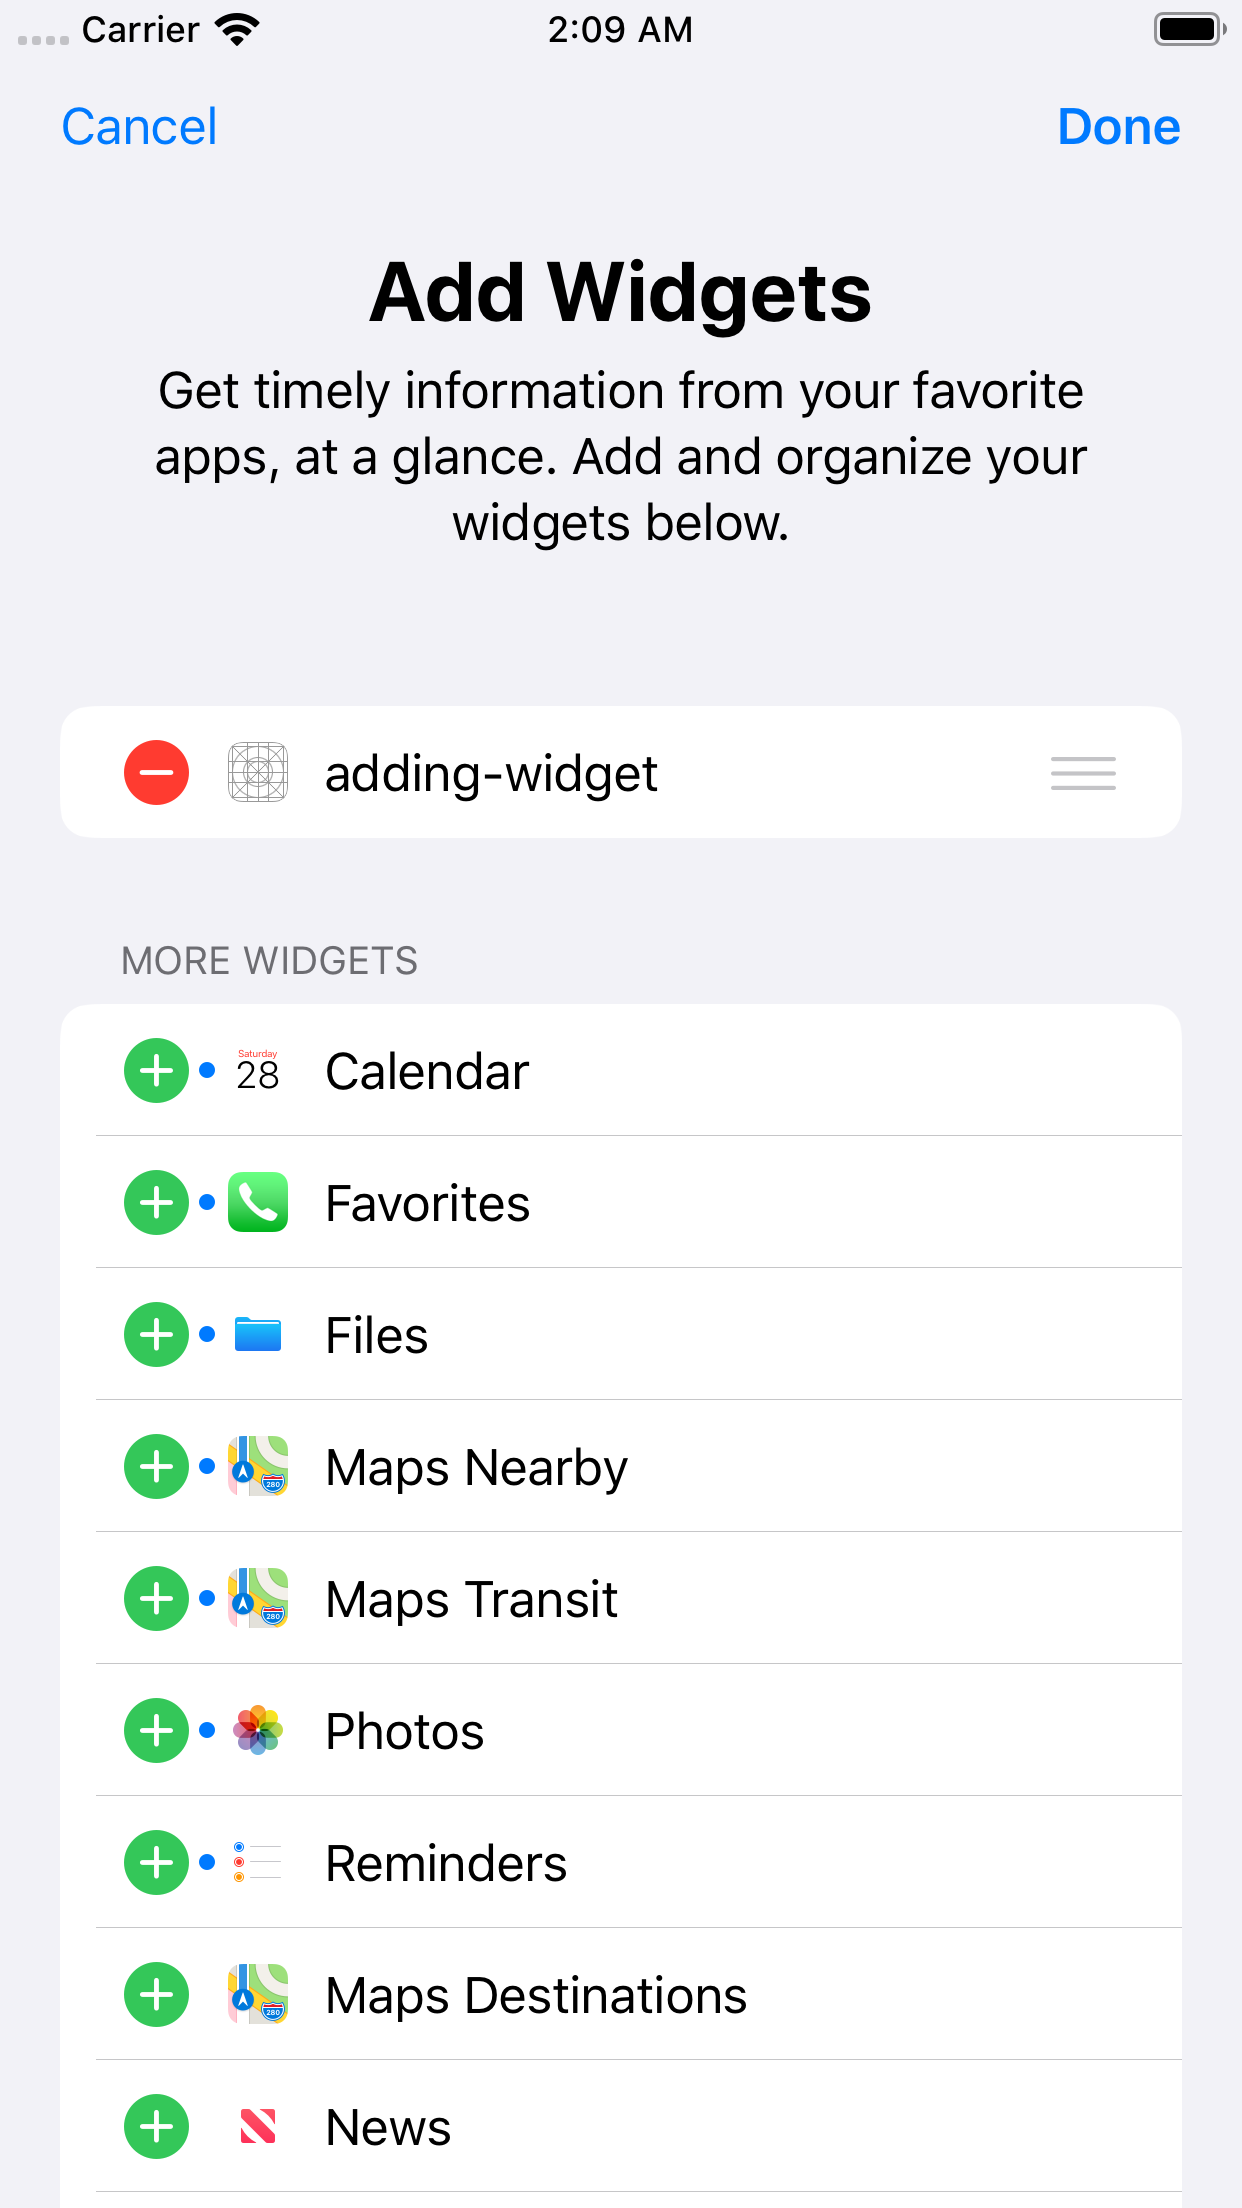 Carrier 2:09 AM
Cancel Done
Add Widgets
Get timely information from your favorite
apps, at a glance. Add and organize your
widgets below.
adding-widget
MORE WIDGETS
Saturday
28
Calendar
Favorites
Files
280
Maps Nearby
280
Maps Transit
Photos
Reminders
280
Maps Destinations
News